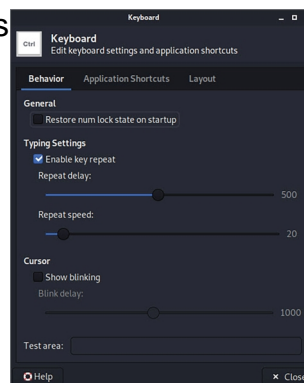 s
Keyboard
Ctrl
Keyboard
Edit keyboard settings and application shortcuts
Behavior Application Shortcuts Layout
General
Restore num lock state on startup
Typing Settings
Enable key repeat
Repeat delay:
500
Repeat speed:
20
Cursor
Show blinking
Blink delay:
1000
Test area:
Help × Close